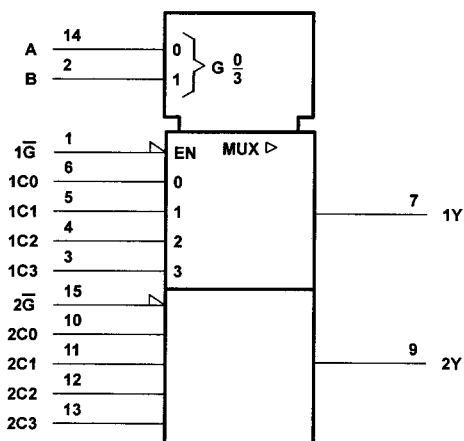 A 14 0
B 2 1 G 0/3
1G̅ 1 EN MUX ▷
1C0 6 0
1C1 5 1
7 1Y
1C2 4 2
1C3 3 3
2G̅ 15
2C0 10
2C1 11
9 2Y
2C2 12
2C3 13